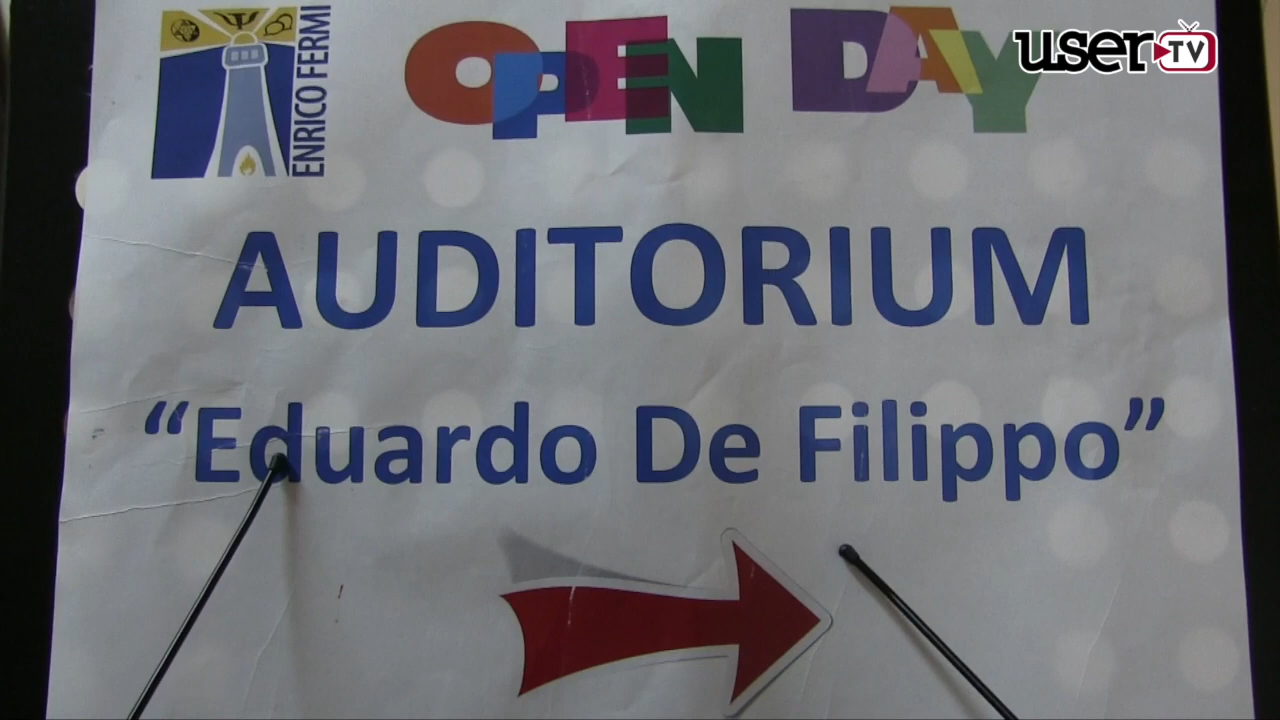 ENRICO FERMI
OPEN DAY
user TV
AUDITORIUM
“Eduardo De Filippo”